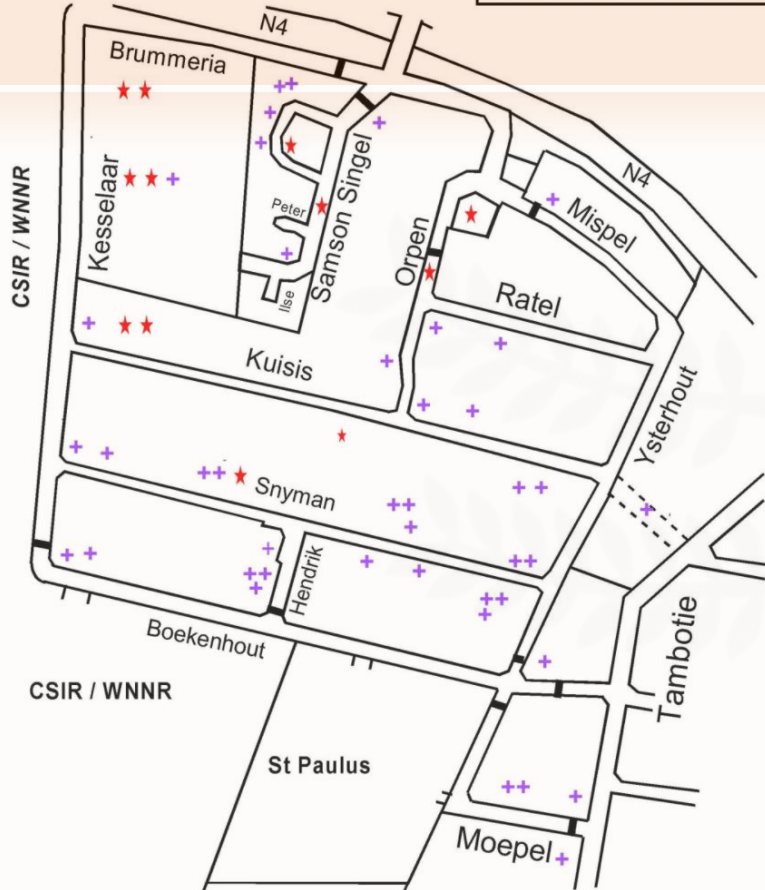 N4
Brummeria
N4
CSIR / WNNR
Kesselaar
Samson Singel
Peter
Mispel
Orpen
Ilse
Ratel
Kuisis
Ysterhout
Snyman
Hendrik
Tambotie
Boekenhout
CSIR / WNNR
St Paulus
Moepel